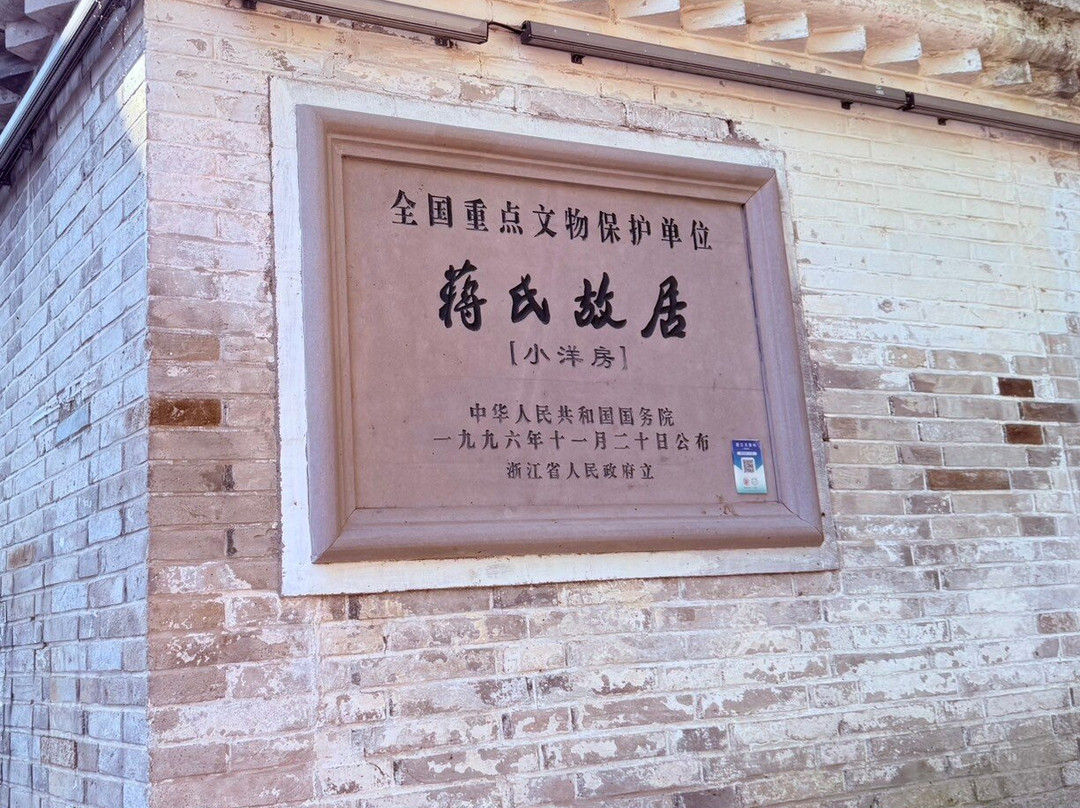 全国重点文物保护单位
蒋氏故居
[小洋房]
中华人民共和国国务院
一九九六年十一月二十日公布
浙江省人民政府立